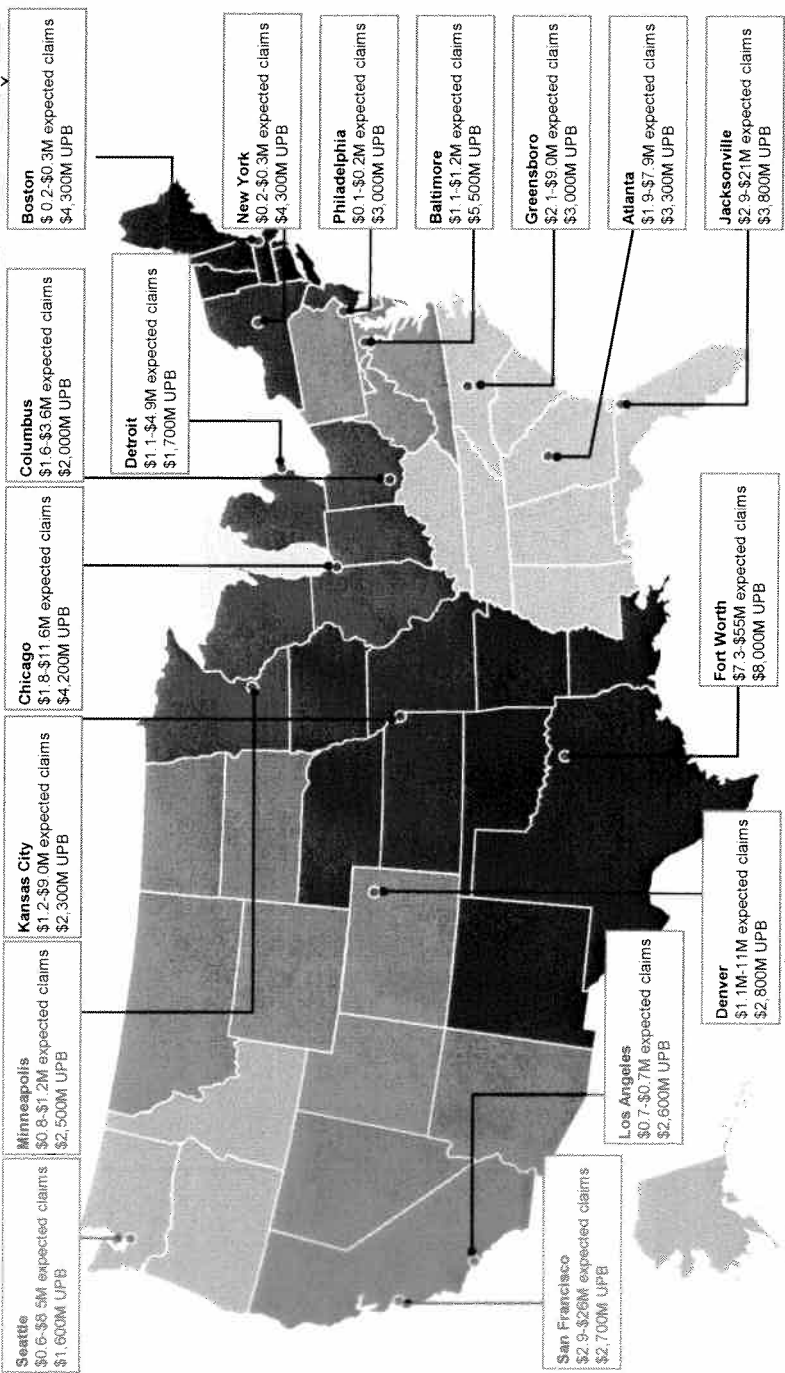 Seattle
$0.6-$8.5M expected claims
$1,600M UPB
Minneapolis
$0.8-$1.2M expected claims
$2,500M UPB
Kansas City
$1.2-$9.0M expected claims
$2,300M UPB
Chicago
$1.8-$11.6M expected claims
$4,200M UPB
Columbus
$1.6-$3.6M expected claims
$2,000M UPB
Boston
$ 0.2-$0.3M expected claims
$4,300M UPB
Detroit
$1.1-$4.9M expected claims
$1,700M UPB
New York
$0.2-$0.3M expected claims
$4,300M UPB
Philadelphia
$0.1-$0.2M expected claims
$3,000M UPB
Baltimore
$1.1-$1.2M expected claims
$5,500M UPB
Greensboro
$2.1-$9.0M expected claims
$3,000M UPB
Atlanta
$1.9-$7.9M expected claims
$3,300M UPB
Jacksonville
$2.9-$21M expected claims
$3,800M UPB
San Francisco
$2.9-$26M expected claims
$2,700M UPB
Los Angeles
$0.7-$0.7M expected claims
$2,600M UPB
Denver
$1.1M-11M expected claims
$2,800M UPB
Fort Worth
$7.3-$55M expected claims
$8,000M UPB